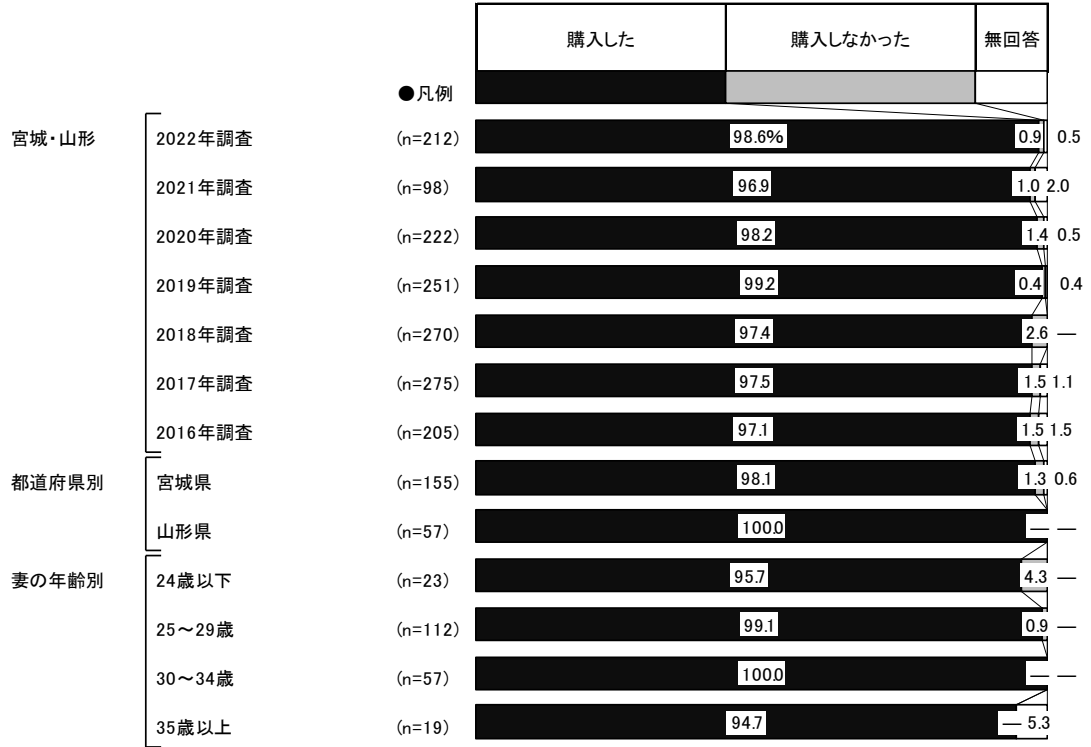 購入した 購入しなかった 無回答
●凡例
宮城・山形 2022年調査 (n=212) 98.6% 0.9 0.5
2021年調査 (n=98) 96.9 1.0 2.0
2020年調査 (n=222) 98.2 1.4 0.5
2019年調査 (n=251) 99.2 0.4 0.4
2018年調査 (n=270) 97.4 2.6 ―
2017年調査 (n=275) 97.5 1.5 1.1
2016年調査 (n=205) 97.1 1.5 1.5
都道府県別 宮城県 (n=155) 98.1 1.3 0.6
山形県 (n=57) 100.0 ― ―
妻の年齢別 24歳以下 (n=23) 95.7 4.3 ―
25～29歳 (n=112) 99.1 0.9 ―
30～34歳 (n=57) 100.0 ― ―
35歳以上 (n=19) 94.7 ― 5.3